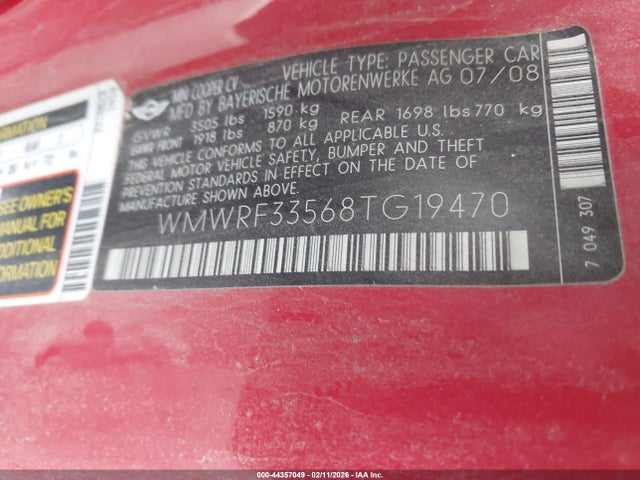 MINI COOPER CV
VEHICLE TYPE: PASSENGER CAR
MFD BY BAYERISCHE MOTORENWERKE AG 07/08
GVWR 3505 lbs 1590 kg
GAWR FRONT 1918 lbs 870 kg REAR 1698 lbs 770 kg
THIS VEHICLE CONFORMS TO ALL APPLICABLE U.S.
FEDERAL MOTOR VEHICLE SAFETY, BUMPER AND THEFT
PREVENTION STANDARDS IN EFFECT ON THE DATE OF
MANUFACTURE SHOWN ABOVE.
WMWRF33568TG19470
7 049 307
SEE OWNER'S
MANUAL FOR
ADDITIONAL
INFORMATION
000-44357049 - 02/11/2026 - IAA Inc.